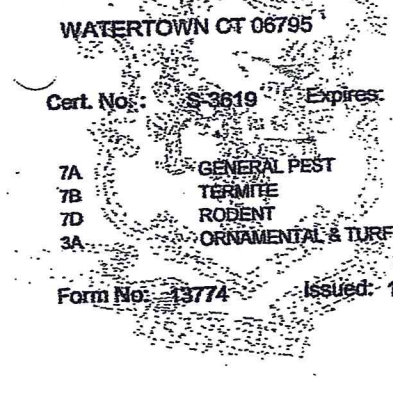 WATERTOWN CT 06795
Cert. No.: S-3619 Expires:
7A GENERAL PEST
7B TERMITE
7D RODENT
3A ORNAMENTAL & TURF
Form No: 13774 Issued: 1